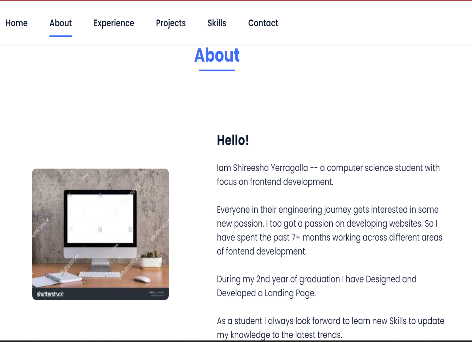 Home About Experience Projects Skills Contact
About
Hello!
Iam Shireesha Yerragolla -- a computer science student with
focus on frontend development.
Everyone in their engineering journey gets interested in some
new passion. I too got a passion on developing websites. So I
have spent the past 7+ months working across different areas
of fontend development.
During my 2nd year of graduation I have Designed and
Developed a Landing Page.
As a student I always look forward to learn new Skills to update
my knowledge to the latest trends.
shutterstock